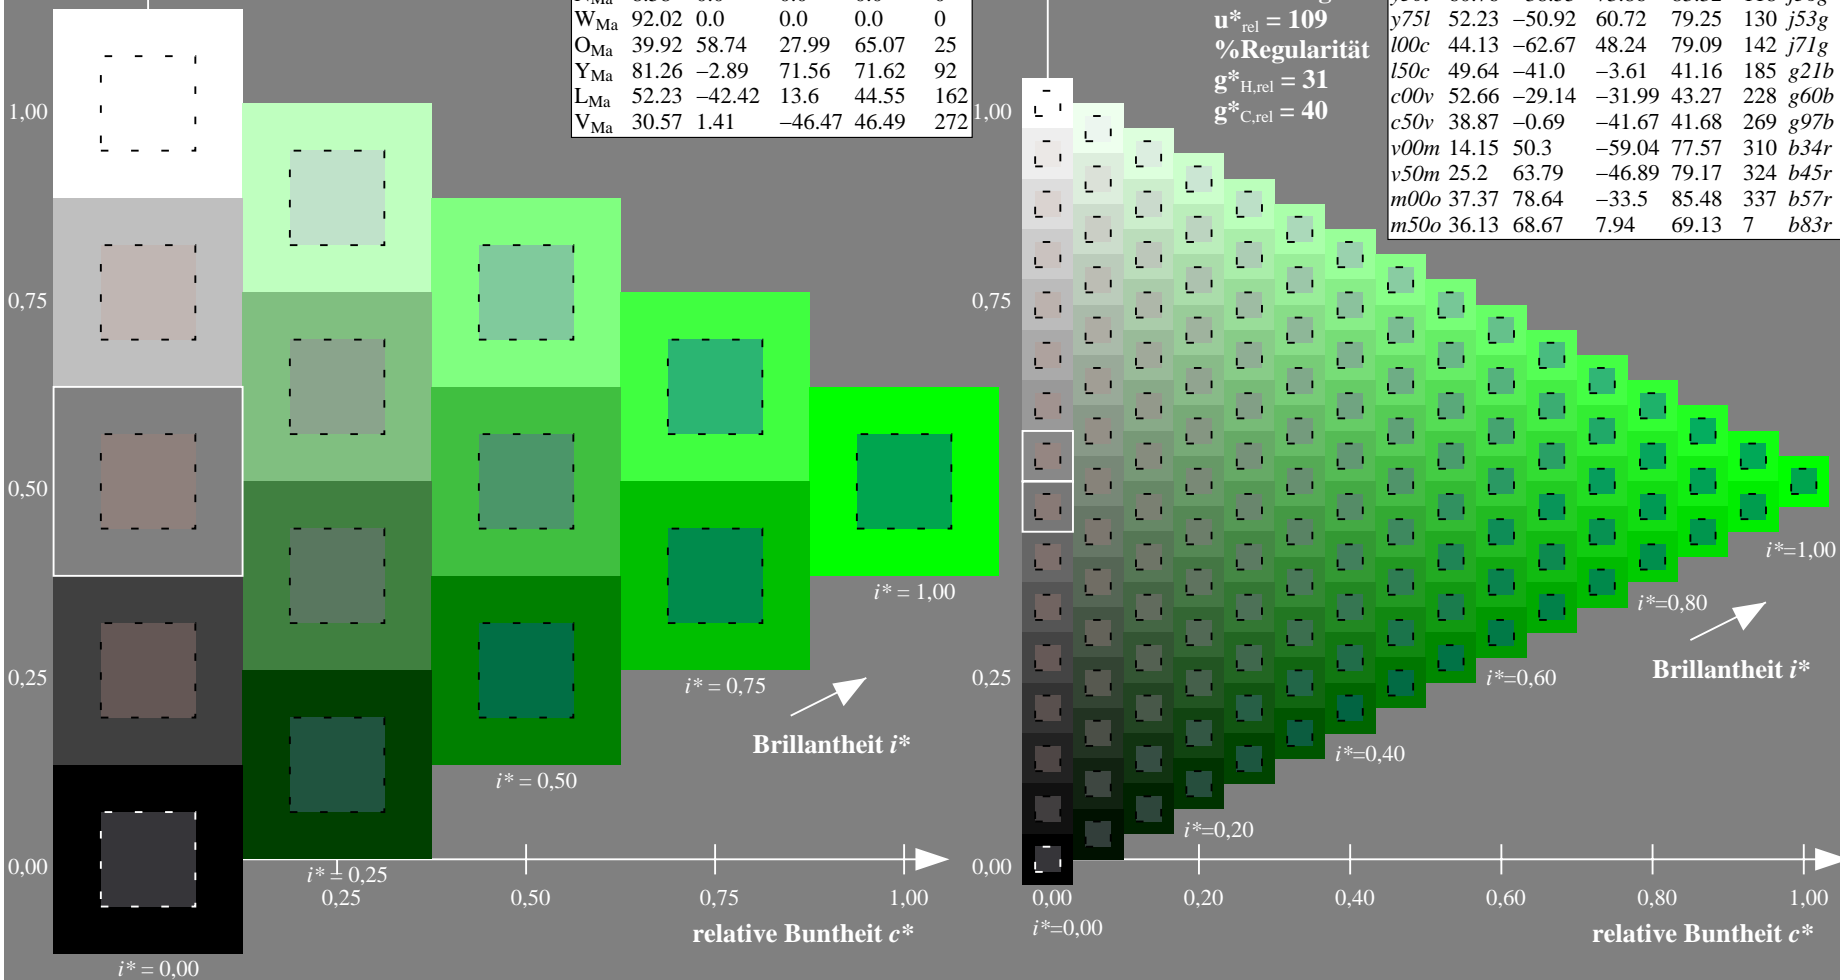 W_Ma 92.02 0.0 0.0 0.0 0
O_Ma 39.92 58.74 27.99 65.07 25
Y_Ma 81.26 −2.89 71.56 71.62 92
L_Ma 52.23 −42.42 13.6 44.55 162
V_Ma 30.57 1.41 −46.47 46.49 272
1,00
0,75
0,50
0,25
0,00
i* = 1,00
i* = 0,75
Brillantheit i*
i* = 0,50
i* = 0,25
0,25 0,50 0,75 1,00
relative Buntheit c*
i* = 0,00
u*rel = 109
%Regularität
g*H,rel = 31
g*C,rel = 40
y75l 52.23 −50.92 60.72 79.25 130 j53g
l00c 44.13 −62.67 48.24 79.09 142 j71g
l50c 49.64 −41.0 −3.61 41.16 185 g21b
c00v 52.66 −29.14 −31.99 43.27 228 g60b
c50v 38.87 −0.69 −41.67 41.68 269 g97b
v00m 14.15 50.3 −59.04 77.57 310 b34r
v50m 25.2 63.79 −46.89 79.17 324 b45r
m00o 37.37 78.64 −33.5 85.48 337 b57r
m50o 36.13 68.67 7.94 69.13 7 b83r
1,00
0,75
0,25
0,00
i*=1,00
i*=0,80
Brillantheit i*
i*=0,60
i*=0,40
i*=0,20
0,00 0,20 0,40 0,60 0,80 1,00
i*=0,00
relative Buntheit c*